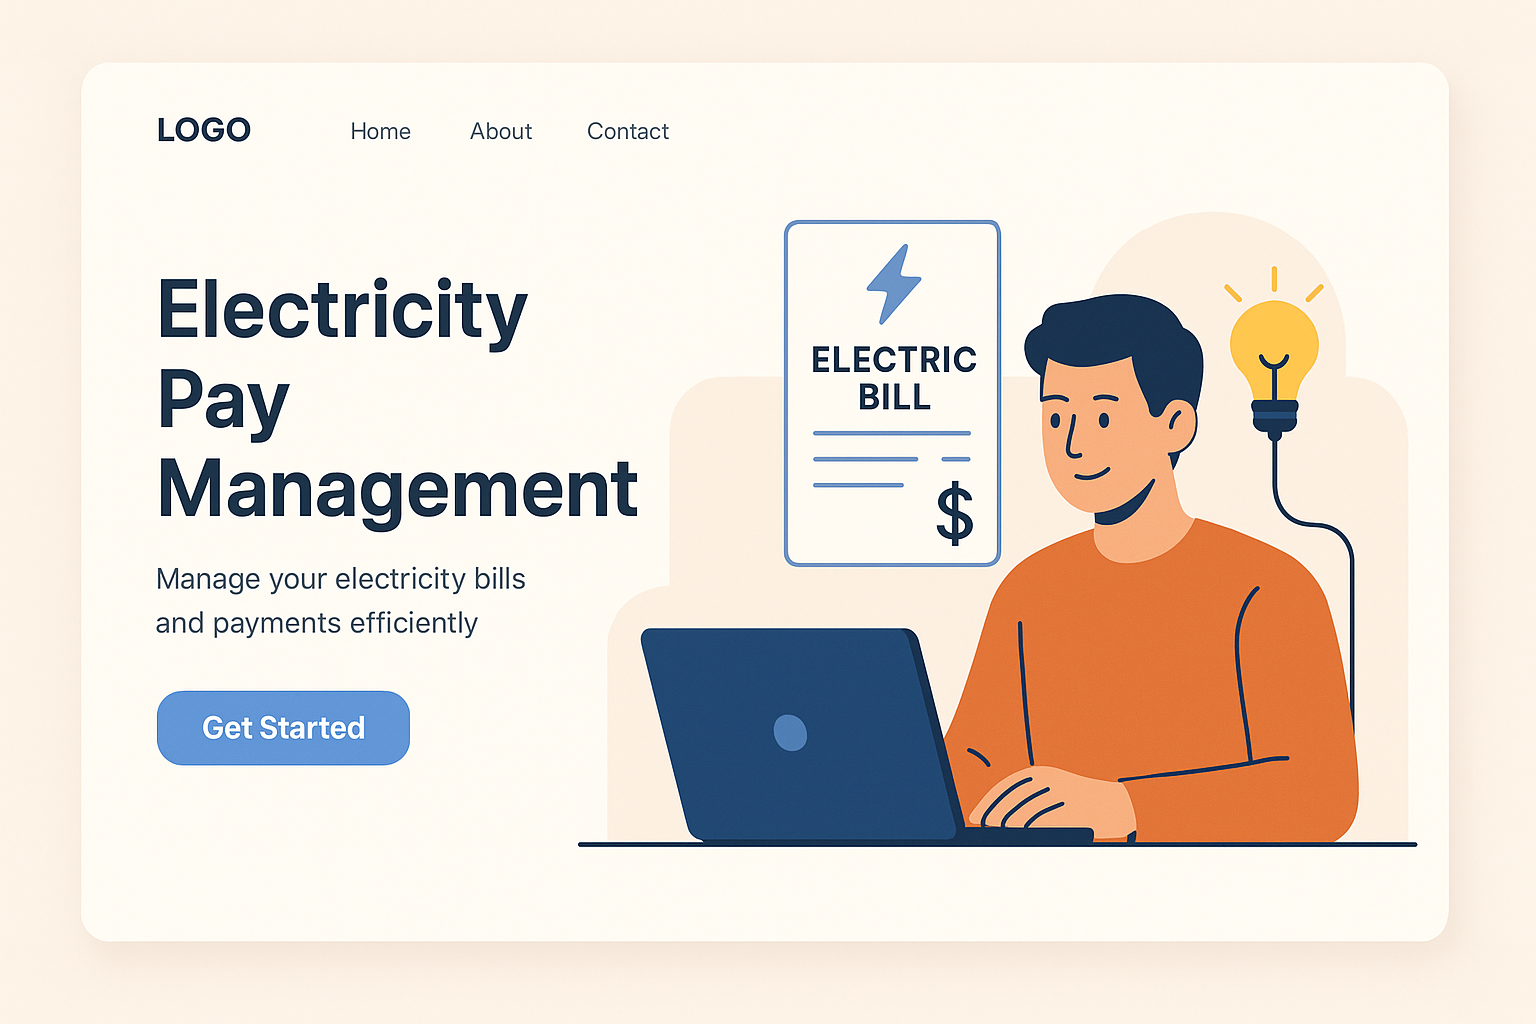 LOGO
Home
About
Contact
Electricity
Pay
Management
Manage your electricity bills
and payments efficiently
Get Started
ELECTRIC
BILL
$